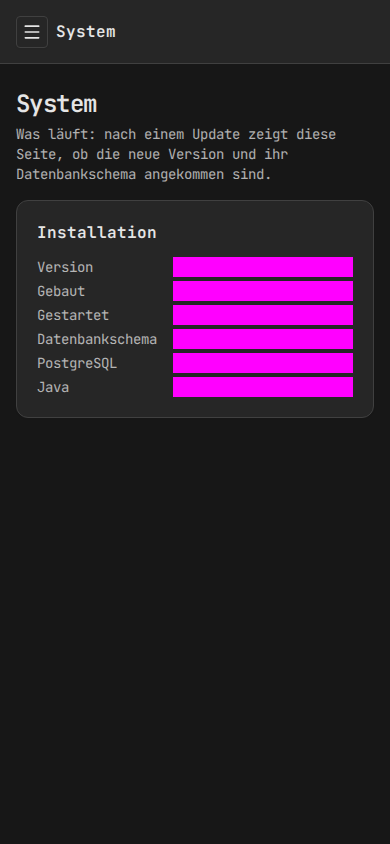 System
System
Was läuft: nach einem Update zeigt diese
Seite, ob die neue Version und ihr
Datenbankschema angekommen sind.
Installation
Version
Gebaut
Gestartet
Datenbankschema
PostgreSQL
Java